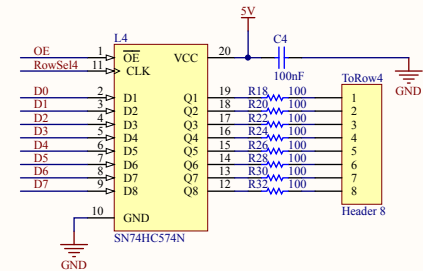 5V
L4
C4
OE 1 OE VCC 20
RowSel4 11 CLK
100nF
ToRow4
GND
D0 2 D1 Q1 19 R18 100 1
D1 3 D2 Q2 18 R20 100 2
D2 4 D3 Q3 17 R22 100 3
D3 5 D4 Q4 16 R24 100 4
D4 6 D5 Q5 15 R26 100 5
D5 7 D6 Q6 14 R28 100 6
D6 8 D7 Q7 13 R30 100 7
D7 9 D8 Q8 12 R32 100 8
10 GND
Header 8
SN74HC574N
GND